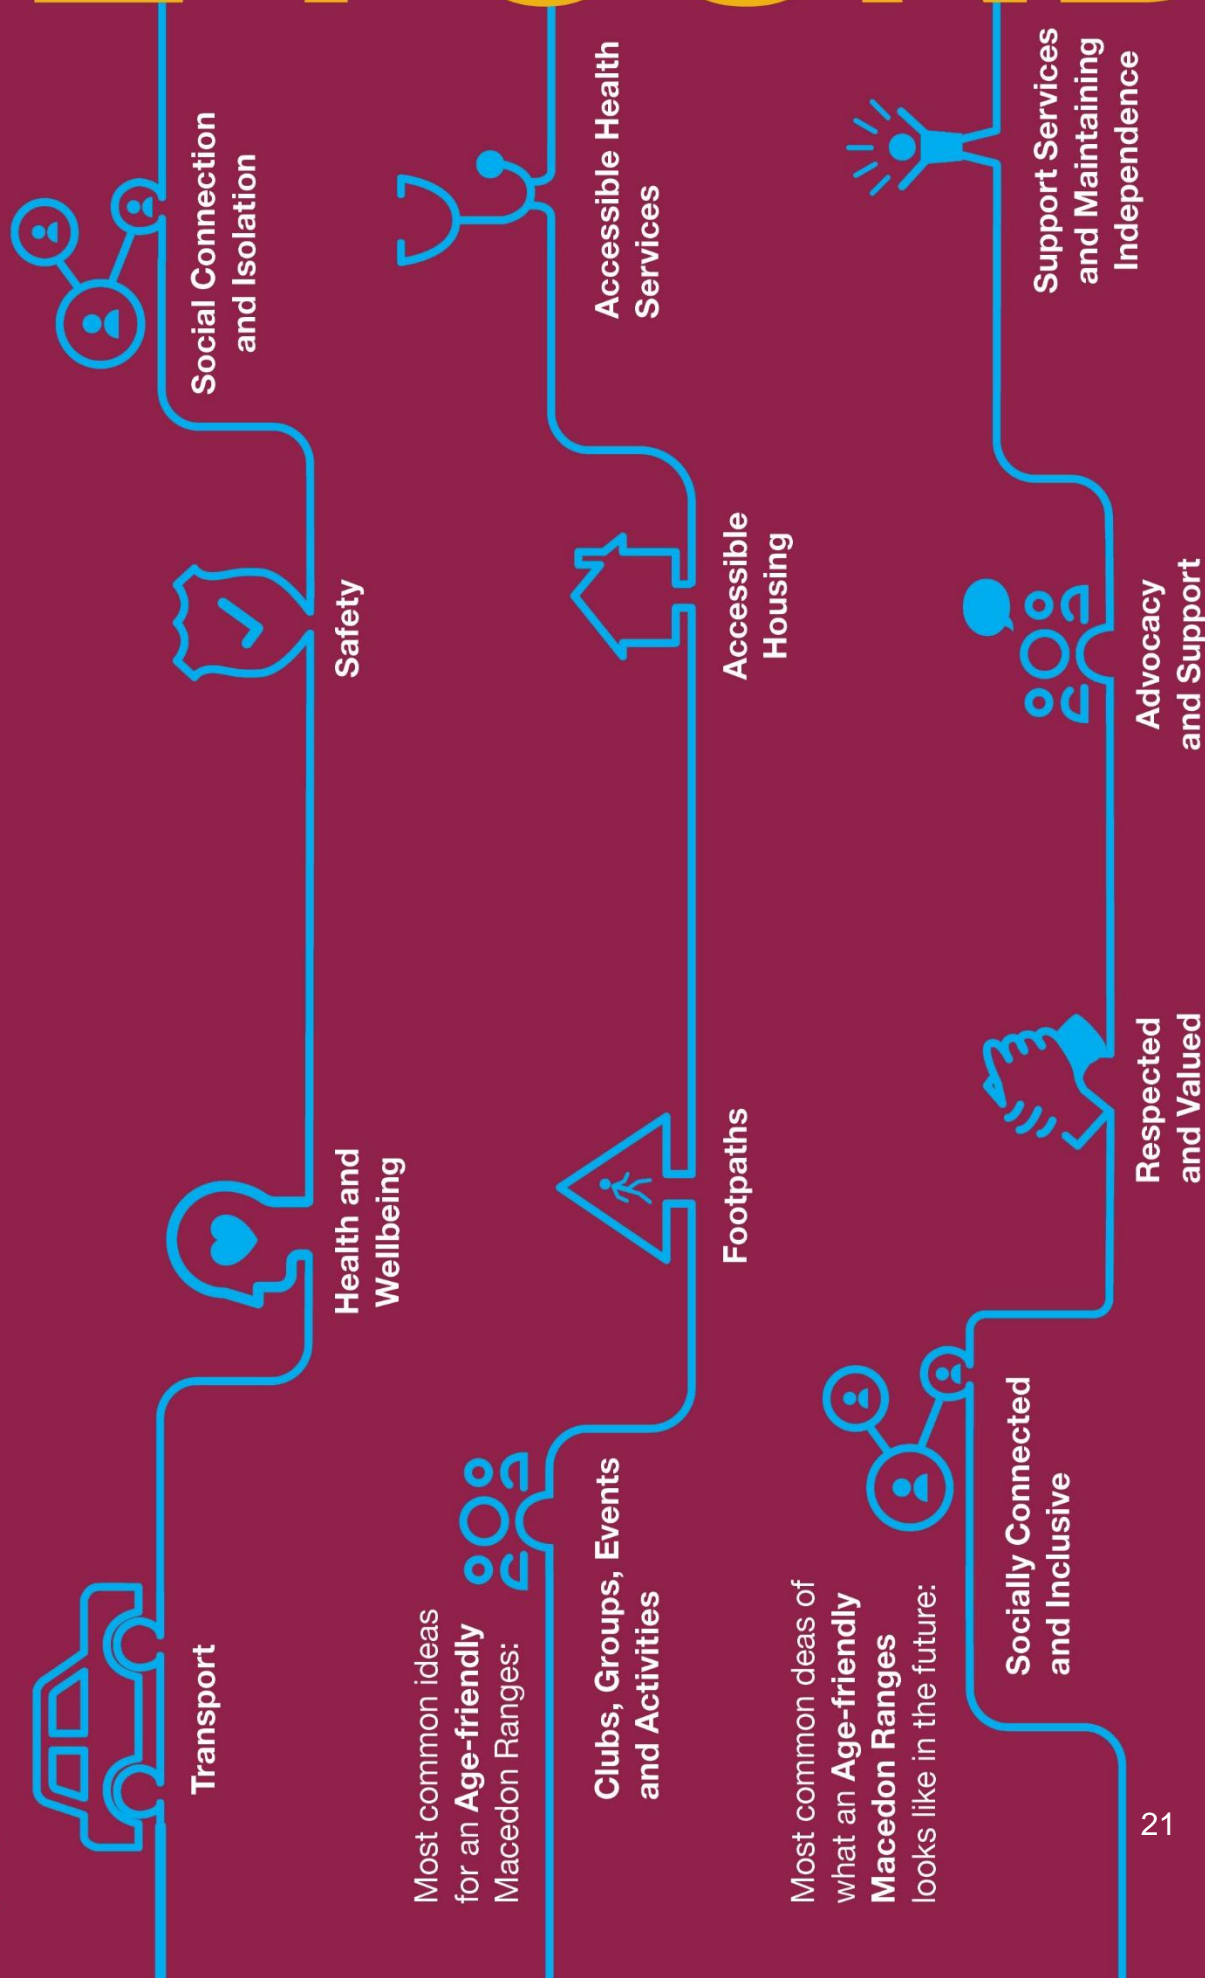 Transport
Health and
Wellbeing
Safety
Social Connection
and Isolation
Most common ideas
for an Age-friendly
Macedon Ranges:
Clubs, Groups, Events
and Activities
Footpaths
Accessible
Housing
Accessible Health
Services
Most common deas of
what an Age-friendly
Macedon Ranges
looks like in the future:
Socially Connected
and Inclusive
Respected
and Valued
Advocacy
and Support
Support Services
and Maintaining
Independence
21